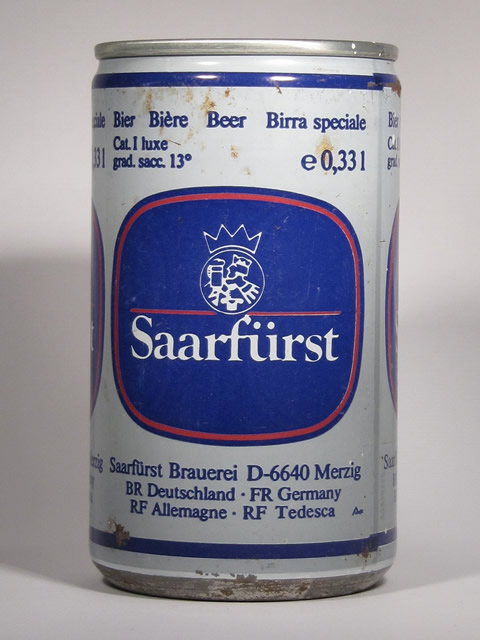 Bier Bière Beer Birra speciale
Cat. I luxe
grad. sacc. 13°
e 0,33 l
Saarfürst
Saarfürst Brauerei D-6640 Merzig
BR Deutschland · FR Germany
RF Allemagne · RF Tedesca